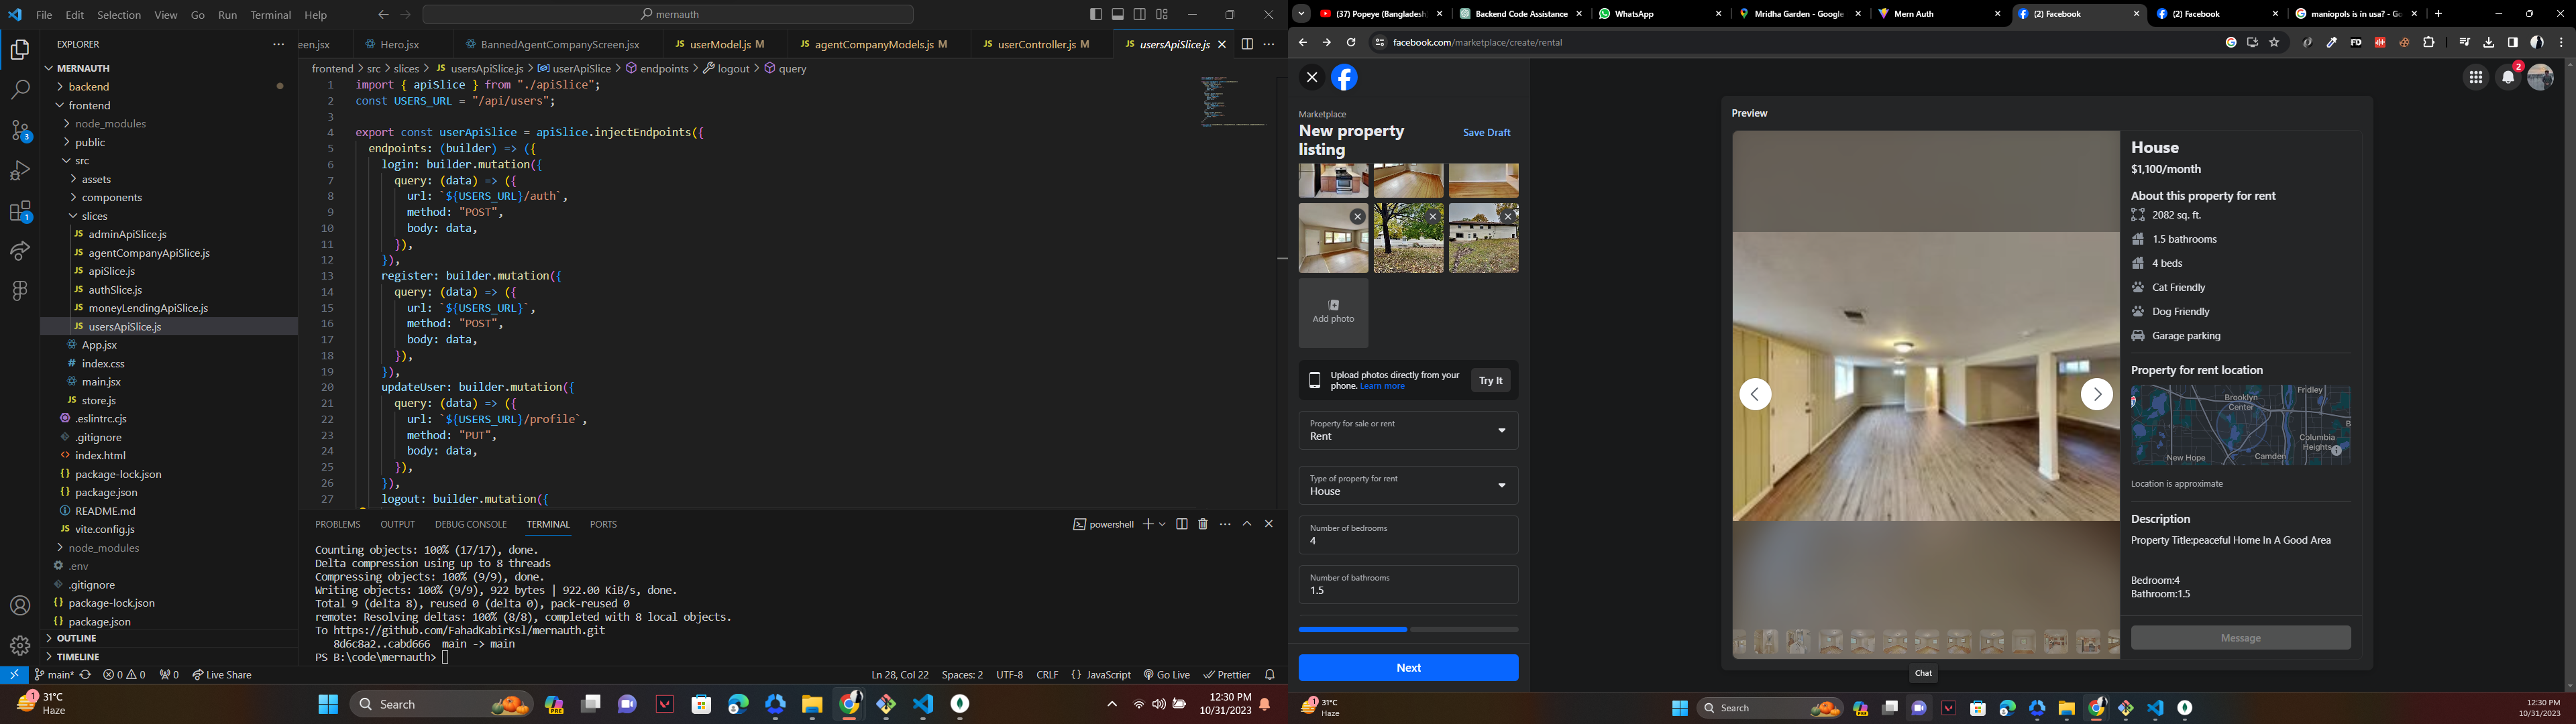 File Edit Selection View Go Run Terminal Help
mernauth
EXPLORER
MERNAUTH
backend
frontend
node_modules
public
src
assets
components
slices
adminApiSlice.js
agentCompanyApiSlice.js
apiSlice.js
authSlice.js
moneyLendingApiSlice.js
usersApiSlice.js
App.jsx
index.css
main.jsx
store.js
.eslintrc.cjs
.gitignore
index.html
package-lock.json
package.json
README.md
vite.config.js
node_modules
.env
.gitignore
package-lock.json
package.json
OUTLINE
TIMELINE
een.jsx Hero.jsx BannedAgentCompanyScreen.jsx userModel.js M agentCompanyModels.js M userController.js M usersApiSlice.js
frontend > src > slices > usersApiSlice.js > userApiSlice > endpoints > logout > query
1 import { apiSlice } from "./apiSlice";
2 const USERS_URL = "/api/users";
3
4 export const userApiSlice = apiSlice.injectEndpoints({
5 endpoints: (builder) => ({
6 login: builder.mutation({
7 query: (data) => ({
8 url: `${USERS_URL}/auth`,
9 method: "POST",
10 body: data,
11 }),
12 }),
13 register: builder.mutation({
14 query: (data) => ({
15 url: `${USERS_URL}`,
16 method: "POST",
17 body: data,
18 }),
19 }),
20 updateUser: builder.mutation({
21 query: (data) => ({
22 url: `${USERS_URL}/profile`,
23 method: "PUT",
24 body: data,
25 }),
26 }),
27 logout: builder.mutation({
PROBLEMS OUTPUT DEBUG CONSOLE TERMINAL PORTS
powershell
Counting objects: 100% (17/17), done.
Delta compression using up to 8 threads
Compressing objects: 100% (9/9), done.
Writing objects: 100% (9/9), 922 bytes | 922.00 KiB/s, done.
Total 9 (delta 8), reused 0 (delta 0), pack-reused 0
remote: Resolving deltas: 100% (8/8), completed with 8 local objects.
To https://github.com/FahadKabirKsl/mernauth.git
8d6c8a2..cabd666 main -> main
PS B:\code\mernauth>
main* 0 0 0 Live Share
Ln 28, Col 22 Spaces: 2 UTF-8 CRLF {} JavaScript Go Live Prettier
31°C
Haze
Search
12:30 PM
10/31/2023
(37) Popeye (Bangladesh) Backend Code Assistance WhatsApp Mridha Garden - Google Mern Auth (2) Facebook (2) Facebook maniopols is in usa? - Go
facebook.com/marketplace/create/rental
2
Marketplace
New property
listing
Save Draft
Add photo
Upload photos directly from your
phone. Learn more
Try It
Property for sale or rent
Rent
Type of property for rent
House
Number of bedrooms
4
Number of bathrooms
1.5
Next
Preview
House
$1,100/month
About this property for rent
2082 sq. ft.
1.5 bathrooms
4 beds
Cat Friendly
Dog Friendly
Garage parking
Property for rent location
Fridley
Brooklyn
Center
Columbia
Heights
New Hope
Camden
Location is approximate
Description
Property Title:peaceful Home In A Good Area
Bedroom:4
Bathroom:1.5
Message
Chat
31°C
Haze
Search
12:30 PM
10/31/2023